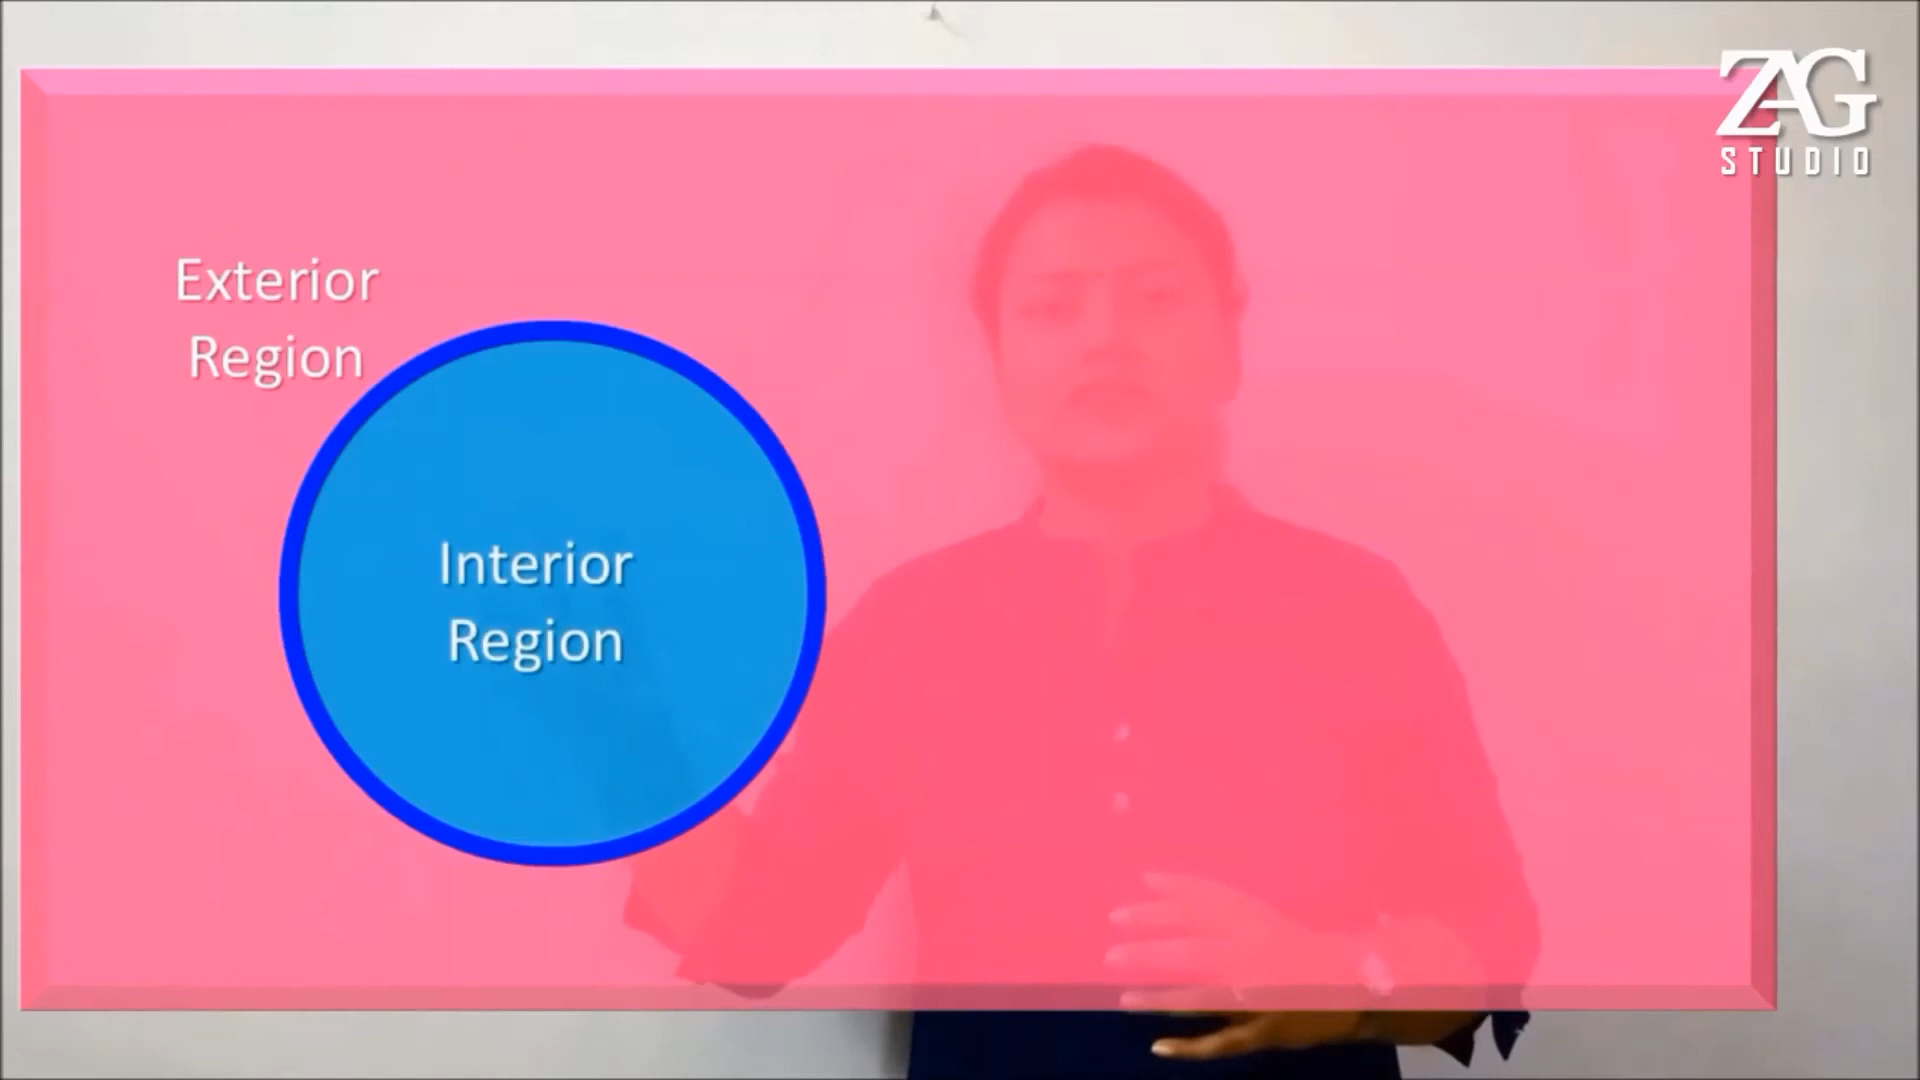 ZAG
STUDIO
Exterior
Region
Interior
Region